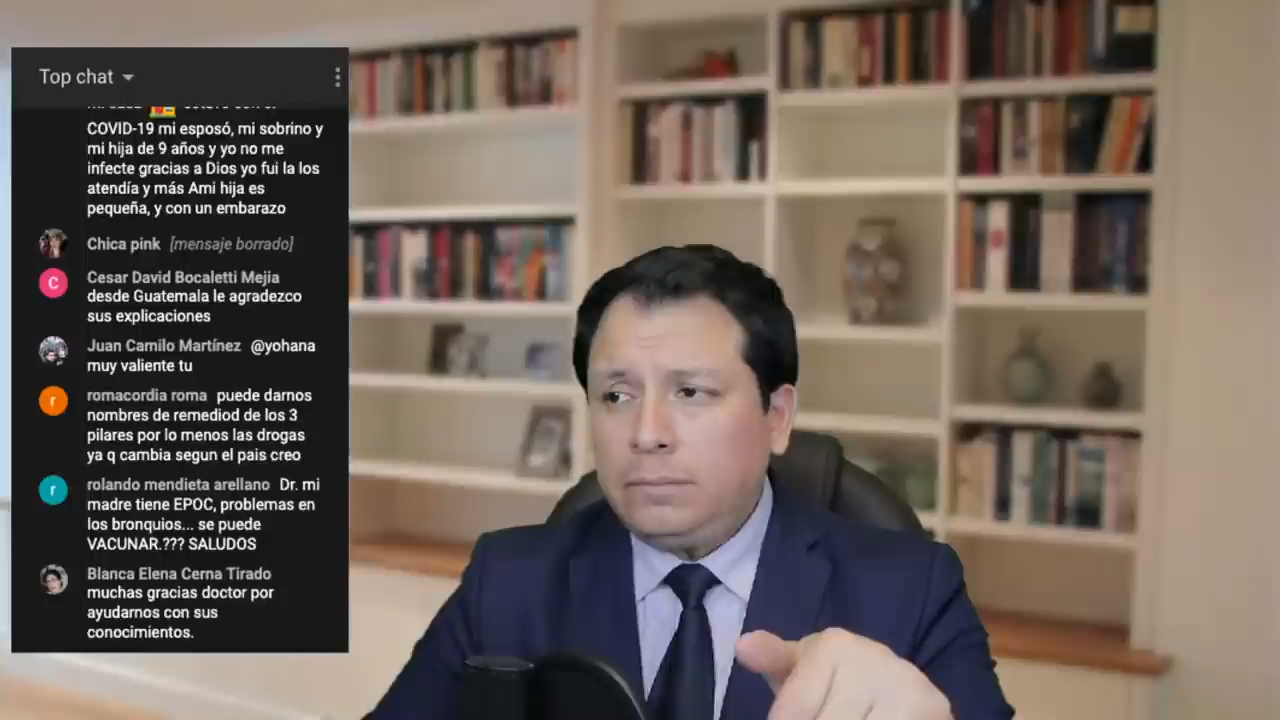 Top chat
COVID-19 mi esposó, mi sobrino y
mi hija de 9 años y yo no me
infecte gracias a Dios yo fui la los
atendía y más Ami hija es
pequeña, y con un embarazo
Chica pink [mensaje borrado]
C
Cesar David Bocaletti Mejia
desde Guatemala le agradezco
sus explicaciones
Juan Camilo Martínez @yohana
muy valiente tu
r
romacordia roma puede darnos
nombres de remediod de los 3
pilares por lo menos las drogas
ya q cambia segun el pais creo
r
rolando mendieta arellano Dr. mi
madre tiene EPOC, problemas en
los bronquios... se puede
VACUNAR.??? SALUDOS
Blanca Elena Cerna Tirado
muchas gracias doctor por
ayudarnos con sus
conocimientos.